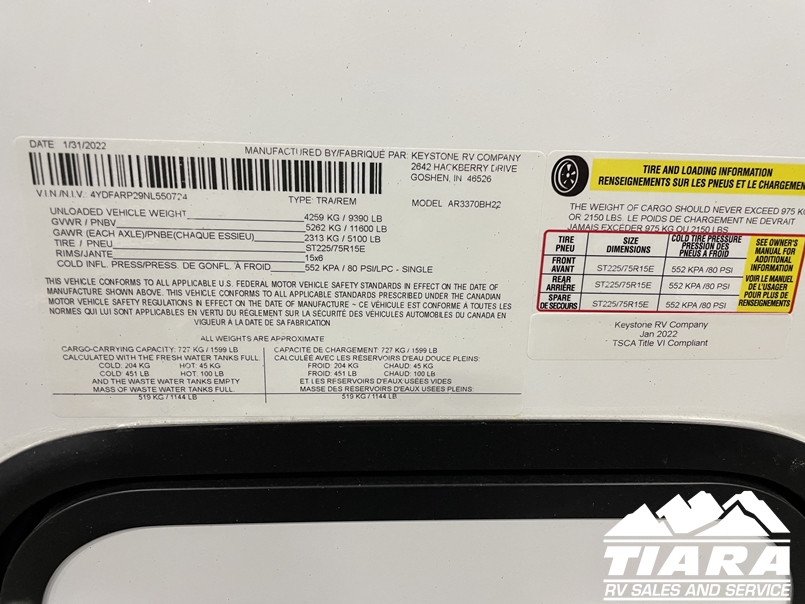 DATE 1/31/2022
MANUFACTURED BY/FABRIQUÉ PAR: KEYSTONE RV COMPANY
2642 HACKBERRY DRIVE
GOSHEN, IN 46526
V.I.N./N.I.V.: 4YDFARP29NL550724 TYPE: TRA/REM MODEL AR3370BH22
UNLOADED VEHICLE WEIGHT 4259 KG / 9390 LB
GVWR / PNBV 5262 KG / 11600 LB
GAWR (EACH AXLE)/PNBE(CHAQUE ESSIEU) 2313 KG / 5100 LB
TIRE / PNEU ST225/75R15E
RIMS/JANTE 15x6
COLD INFL. PRESS/PRESS. DE GONFL. À FROID 552 KPA / 80 PSI/LPC - SINGLE
THIS VEHICLE CONFORMS TO ALL APPLICABLE U.S. FEDERAL MOTOR VEHICLE SAFETY STANDARDS IN EFFECT ON THE DATE OF
MANUFACTURE SHOWN ABOVE. THIS VEHICLE CONFORMS TO ALL APPLICABLE STANDARDS PRESCRIBED UNDER THE CANADIAN
MOTOR VEHICLE SAFETY REGULATIONS IN EFFECT ON THE DATE OF MANUFACTURE ~ CE VÉHICULE EST CONFORME À TOUTES LES
NORMES QUI LUI SONT APPLICABLES EN VERTU DU RÈGLEMENT SUR LA SÉCURITÉ DES VÉHICULES AUTOMOBILES DU CANADA EN
VIGUEUR À LA DATE DE SA FABRICATION
ALL WEIGHTS ARE APPROXIMATE
CARGO-CARRYING CAPACITY: 727 KG / 1599 LB
CALCULATED WITH THE FRESH WATER TANKS FULL
COLD: 204 KG HOT: 45 KG
COLD: 451 LB HOT: 100 LB
AND THE WASTE WATER TANKS EMPTY
MASS OF WASTE WATER TANKS FULL:
519 KG / 1144 LB
CAPACITÉ DE CHARGEMENT: 727 KG / 1599 LB
CALCULÉE AVEC LES RÉSERVOIRS D'EAU DOUCE PLEINS:
FROID: 204 KG CHAUD: 45 KG
FROID: 451 LB CHAUD: 100 LB
ET LES RÉSERVOIRS D'EAUX USÉES VIDES
MASSE DES RÉSERVOIRS D'EAUX USÉES PLEINS:
519 KG / 1144 LB
TIRE AND LOADING INFORMATION
RENSEIGNEMENTS SUR LES PNEUS ET LE CHARGEMEN
THE WEIGHT OF CARGO SHOULD NEVER EXCEED 975 KG
OR 2150 LBS. LE POIDS DE CHARGEMENT NE DEVRAIT
JAMAIS EXCEDER 975 KG OU 2150 LBS
TIRE PNEU SIZE DIMENSIONS COLD TIRE PRESSURE PRESSION DES PNEUS À FROID
FRONT AVANT ST225/75R15E 552 KPA /80 PSI
REAR ARRIÈRE ST225/75R15E 552 KPA /80 PSI
SPARE DE SECOURS ST225/75R15E 552 KPA /80 PSI
SEE OWNER'S
MANUAL FOR
ADDITIONAL
INFORMATION
VOIR LE MANUEL
DE L'USAGER
POUR PLUS DE
RENSEIGNEMENTS
Keystone RV Company
Jan 2022
TSCA Title VI Compliant
TIARA
RV SALES AND SERVICE